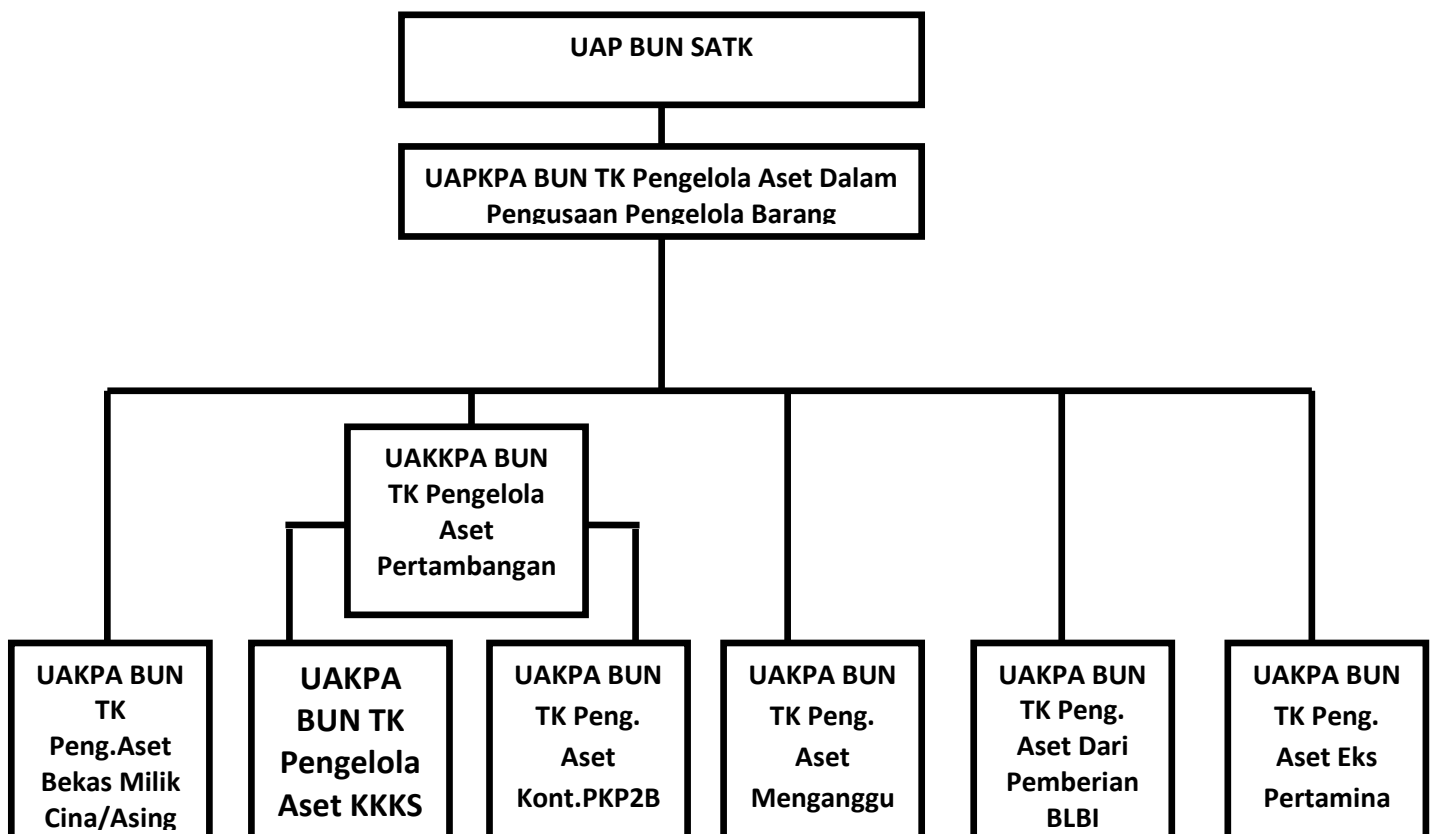 UAP BUN SATK
UAPKPA BUN TK Pengelola Aset Dalam
Pengusaan Pengelola Barang
UAKKPA BUN
TK Pengelola
Aset
Pertambangan
UAKPA BUN
TK
Peng.Aset
Bekas Milik
Cina/Asing
UAKPA
BUN TK
Pengelola
Aset KKKS
UAKPA BUN
TK Peng.
Aset
Kont.PKP2B
UAKPA BUN
TK Peng.
Aset
Menganggu
UAKPA BUN
TK Peng.
Aset Dari
Pemberian
BLBI
UAKPA BUN
TK Peng.
Aset Eks
Pertamina